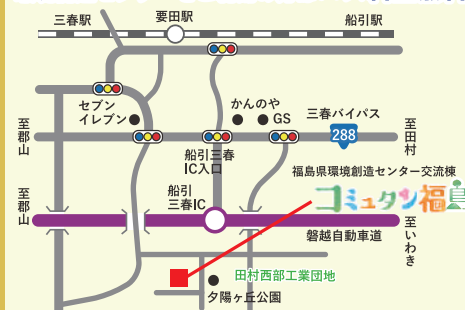 三春駅
要田駅
船引駅
セブン
イレブン
かんのや
GS
三春バイパス
288
至郡山
至田村
船引三春
IC入口
福島県環境創造センター交流棟
コミュタン福島
船引
三春IC
至郡山
磐越自動車道
至いわき
田村西部工業団地
夕陽ヶ丘公園